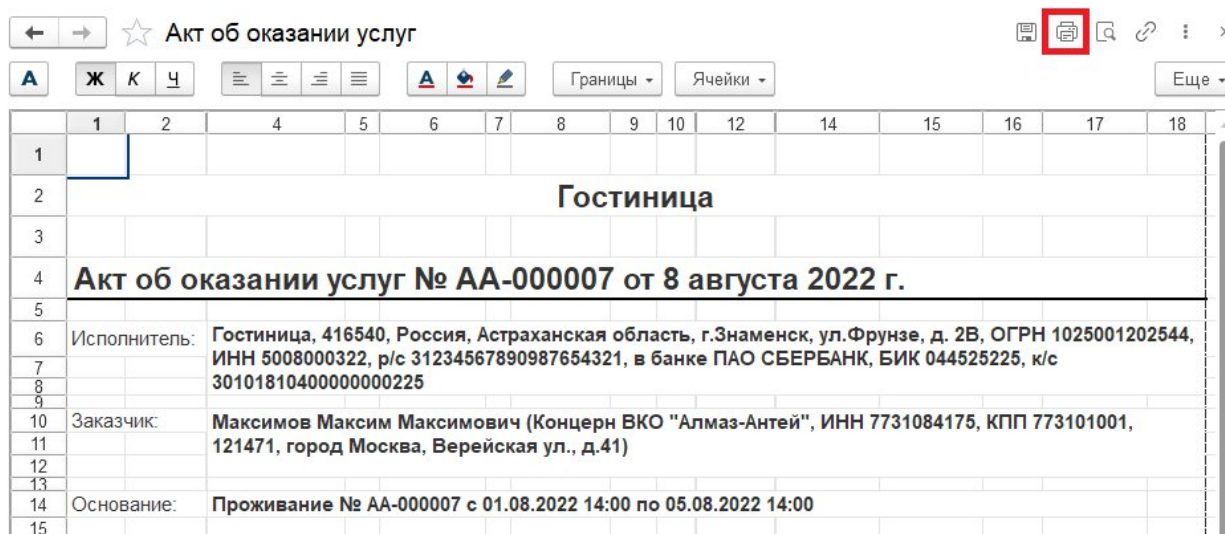 Акт об оказании услуг
А Ж К Ч А Границы Ячейки Еще
1 2 4 5 6 7 8 9 10 12 14 15 16 17 18
1
2 Гостиница
3
4 Акт об оказании услуг № АА-000007 от 8 августа 2022 г.
5
6 Исполнитель: Гостиница, 416540, Россия, Астраханская область, г.Знаменск, ул.Фрунзе, д. 2В, ОГРН 1025001202544,
7 ИНН 5008000322, р/с 31234567890987654321, в банке ПАО СБЕРБАНК, БИК 044525225, к/с
8 30101810400000000225
9
10 Заказчик: Максимов Максим Максимович (Концерн ВКО "Алмаз-Антей", ИНН 7731084175, КПП 773101001,
11 121471, город Москва, Верейская ул., д.41)
12
13
14 Основание: Проживание № АА-000007 с 01.08.2022 14:00 по 05.08.2022 14:00
15